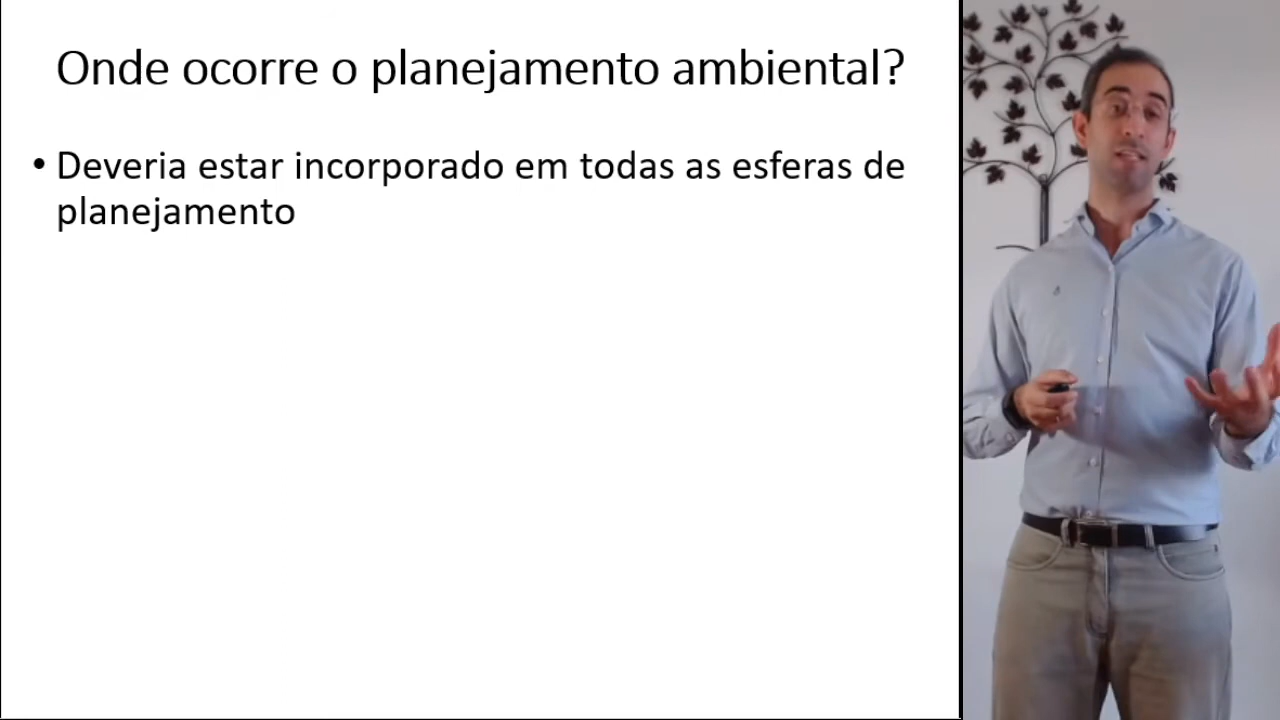 Onde ocorre o planejamento ambiental?
• Deveria estar incorporado em todas as esferas de
planejamento